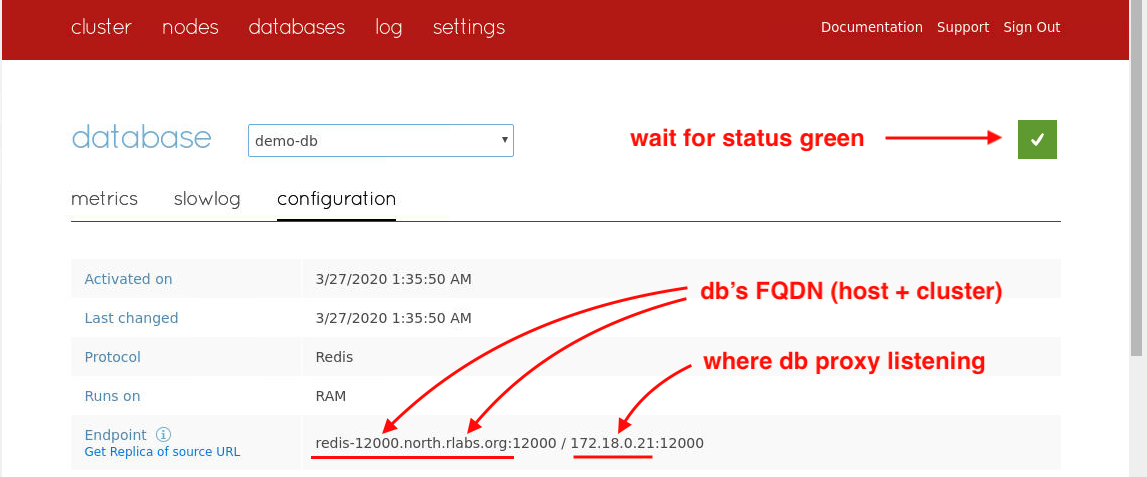 cluster nodes databases log settings Documentation Support Sign Out
database demo-db wait for status green
metrics slowlog configuration
Activated on 3/27/2020 1:35:50 AM
db's FQDN (host + cluster)
Last changed 3/27/2020 1:35:50 AM
Protocol Redis
where db proxy listening
Runs on RAM
Endpoint redis-12000.north.rlabs.org:12000 / 172.18.0.21:12000
Get Replica of source URL